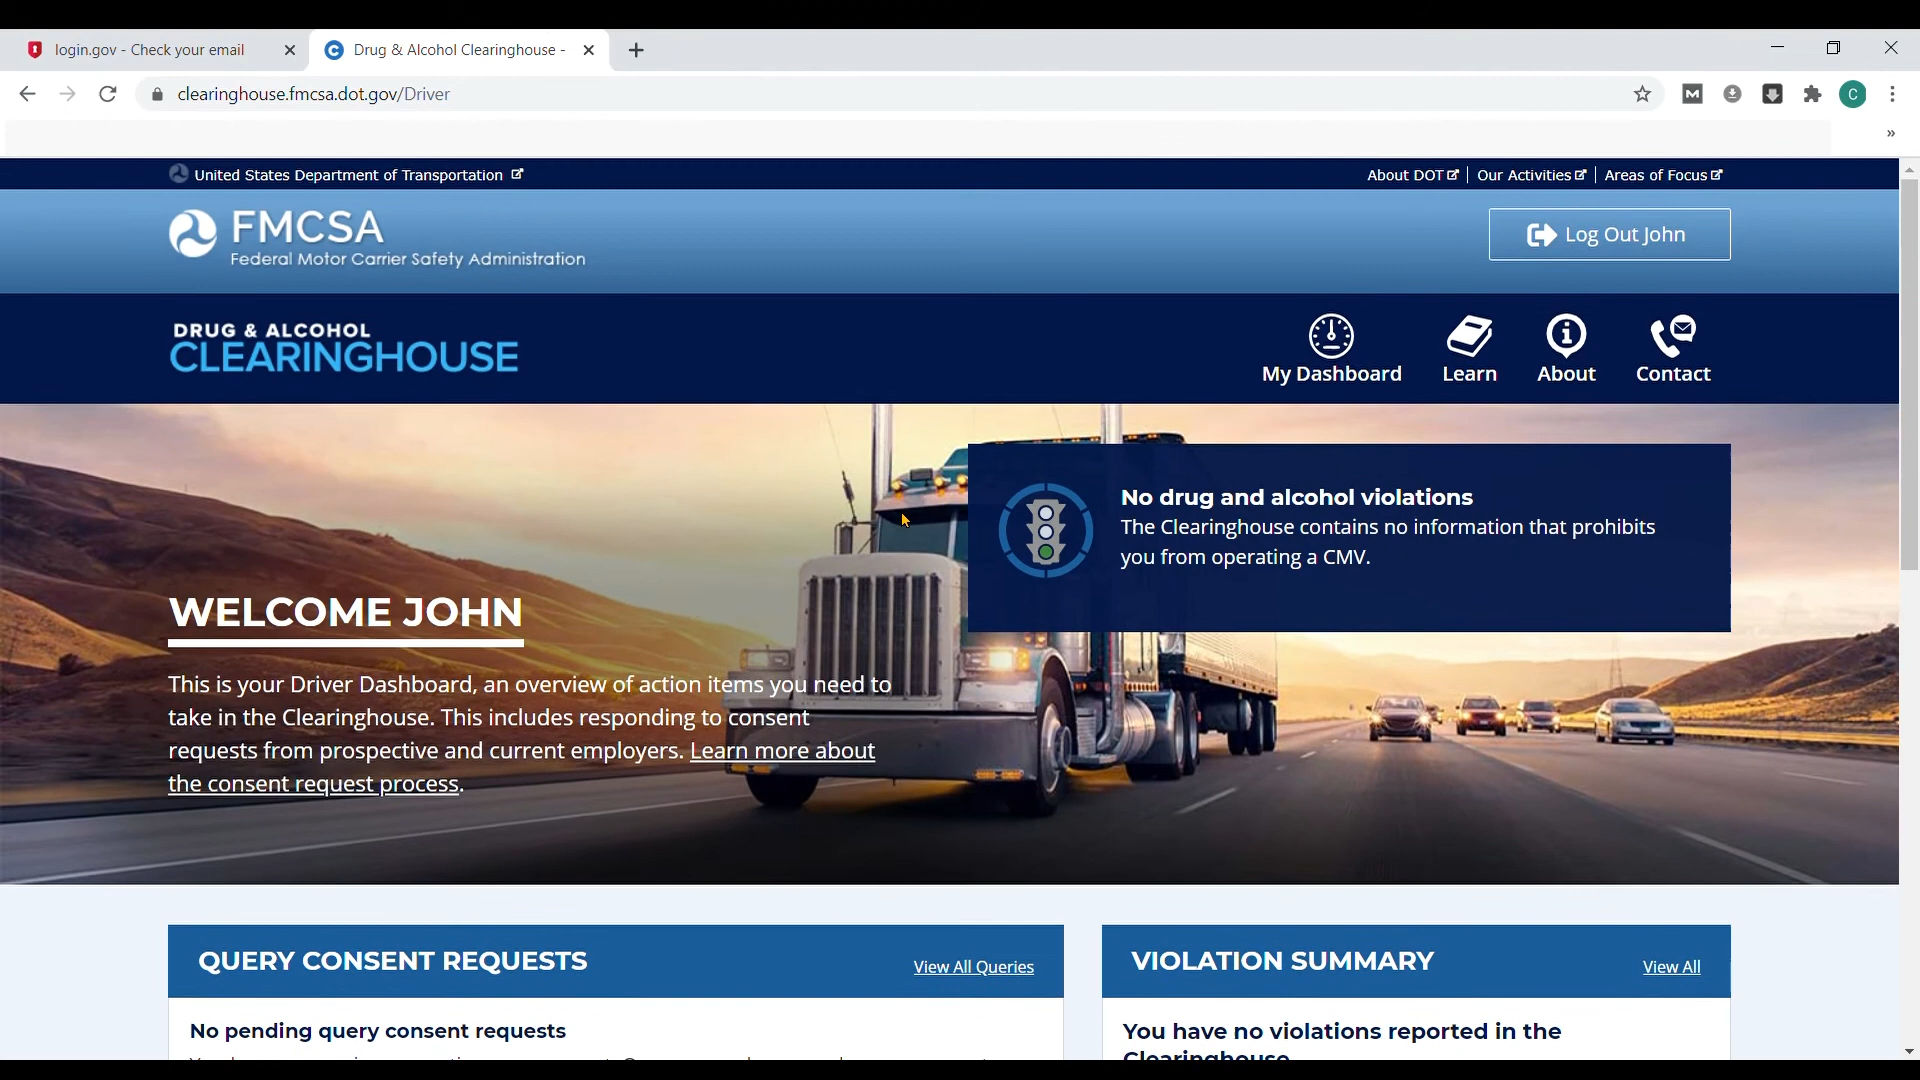 login.gov - Check your email
Drug & Alcohol Clearinghouse -
clearinghouse.fmcsa.dot.gov/Driver
C
United States Department of Transportation
About DOT
Our Activities
Areas of Focus
FMCSA
Federal Motor Carrier Safety Administration
Log Out John
DRUG & ALCOHOL
CLEARINGHOUSE
My Dashboard
Learn
About
Contact
No drug and alcohol violations
The Clearinghouse contains no information that prohibits
you from operating a CMV.
WELCOME JOHN
This is your Driver Dashboard, an overview of action items you need to
take in the Clearinghouse. This includes responding to consent
requests from prospective and current employers. Learn more about
the consent request process.
QUERY CONSENT REQUESTS
View All Queries
VIOLATION SUMMARY
View All
No pending query consent requests
You have no violations reported in the
Clearinghouse